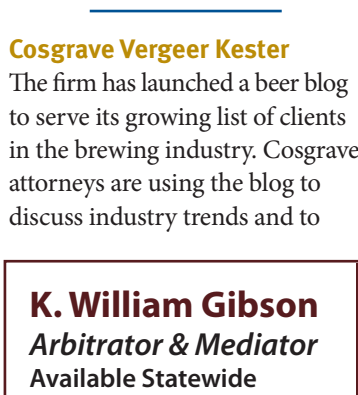 Cosgrave Vergeer Kester
The firm has launched a beer blog
to serve its growing list of clients
in the brewing industry. Cosgrave
attorneys are using the blog to
discuss industry trends and to
K. William Gibson
Arbitrator & Mediator
Available Statewide